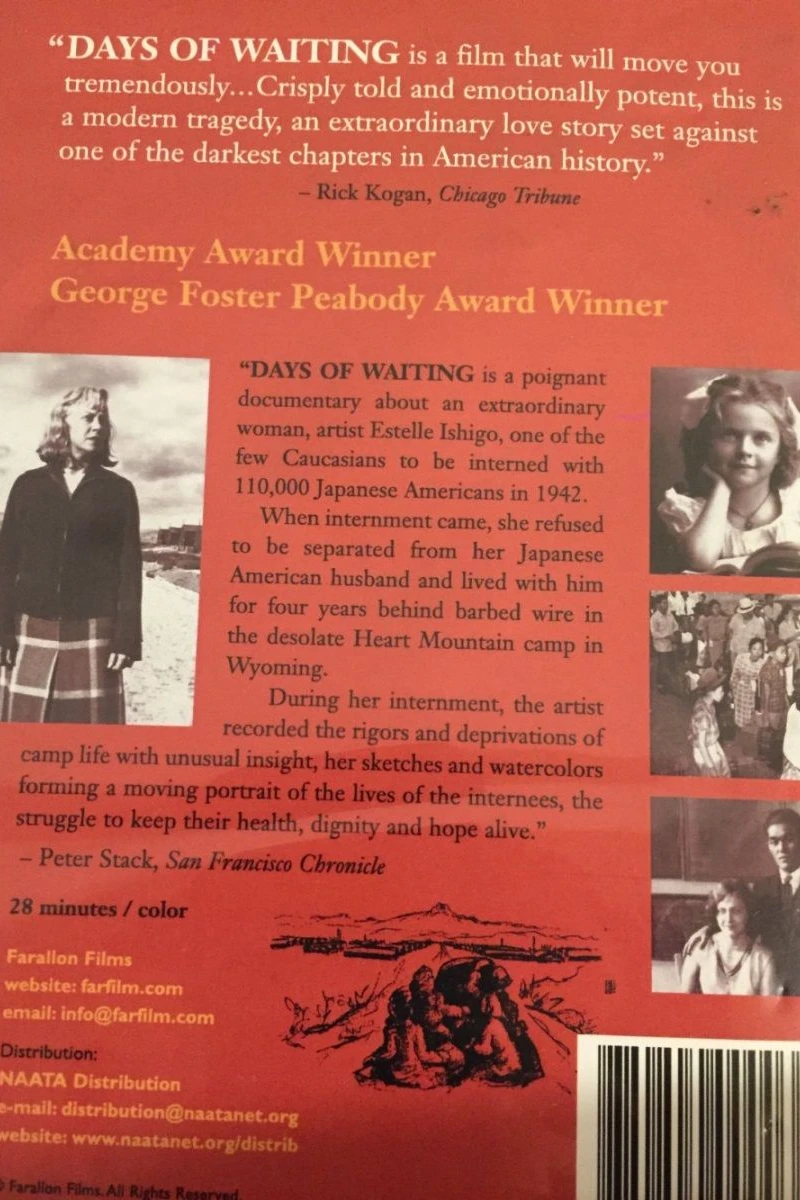 “DAYS OF WAITING is a film that will move you
tremendously...Crisply told and emotionally potent, this is
a modern tragedy, an extraordinary love story set against
one of the darkest chapters in American history.”
– Rick Kogan, Chicago Tribune
Academy Award Winner
George Foster Peabody Award Winner
“DAYS OF WAITING is a poignant
documentary about an extraordinary
woman, artist Estelle Ishigo, one of the
few Caucasians to be interned with
110,000 Japanese Americans in 1942.
When internment came, she refused
to be separated from her Japanese
American husband and lived with him
for four years behind barbed wire in
the desolate Heart Mountain camp in
Wyoming.
During her internment, the artist
recorded the rigors and deprivations of
camp life with unusual insight, her sketches and watercolors
forming a moving portrait of the lives of the internees, the
struggle to keep their health, dignity and hope alive.”
– Peter Stack, San Francisco Chronicle
28 minutes / color
Farallon Films
website: farfilm.com
email: info@farfilm.com
Distribution:
NAATA Distribution
e-mail: distribution@naatanet.org
website: www.naatanet.org/distrib
© Farallon Films. All Rights Reserved.